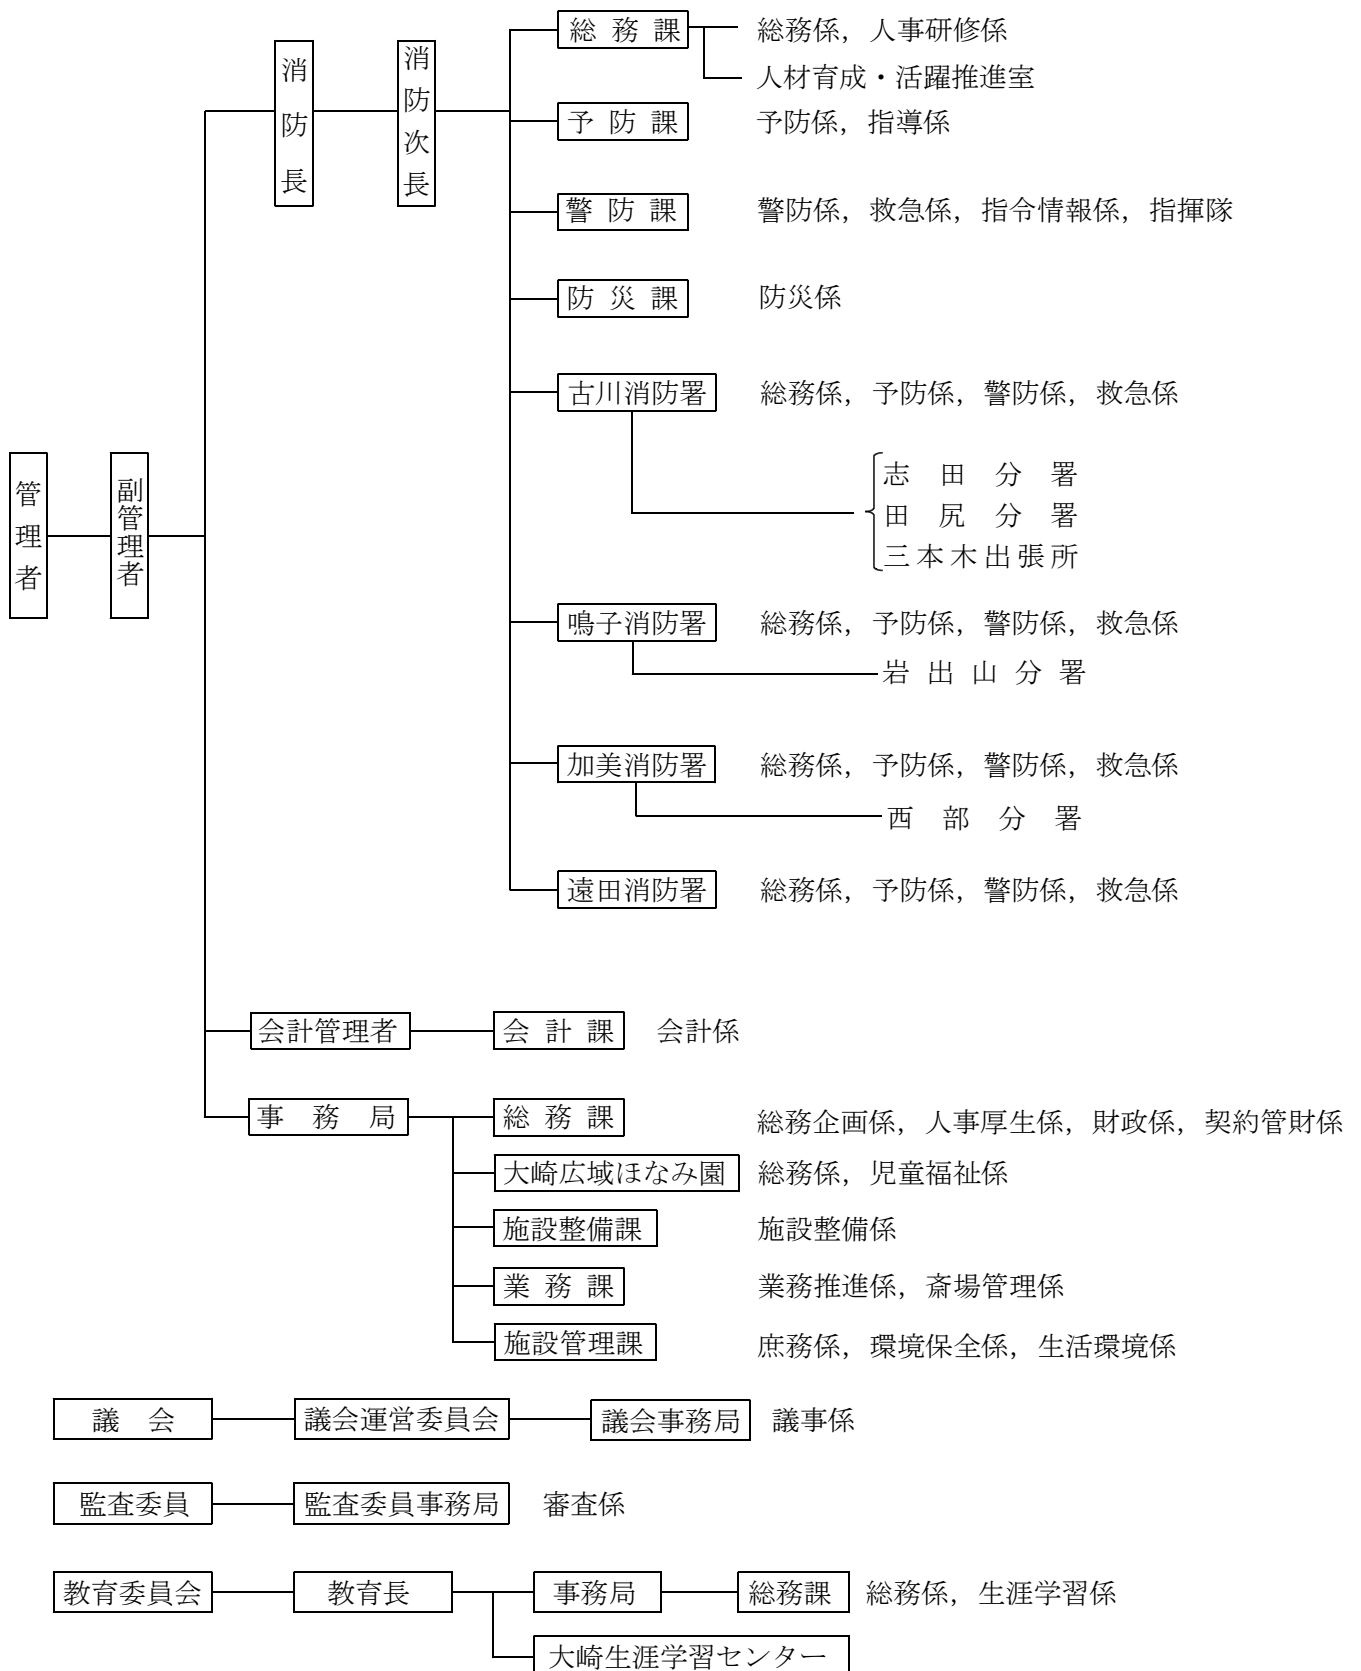 管理者
副管理者
消防長
消防次長
総務課　総務係，人事研修係
人材育成・活躍推進室
予防課　予防係，指導係
警防課　警防係，救急係，指令情報係，指揮隊
防災課　防災係
古川消防署　総務係，予防係，警防係，救急係
志田分署
田尻分署
三本木出張所
鳴子消防署　総務係，予防係，警防係，救急係
岩出山分署
加美消防署　総務係，予防係，警防係，救急係
西部分署
遠田消防署　総務係，予防係，警防係，救急係
会計管理者　会計課　会計係
事務局　総務課　総務企画係，人事厚生係，財政係，契約管財係
大崎広域ほなみ園　総務係，児童福祉係
施設整備課　施設整備係
業務課　業務推進係，斎場管理係
施設管理課　庶務係，環境保全係，生活環境係
議会　議会運営委員会　議会事務局　議事係
監査委員　監査委員事務局　審査係
教育委員会　教育長　事務局　総務課　総務係，生涯学習係
大崎生涯学習センター